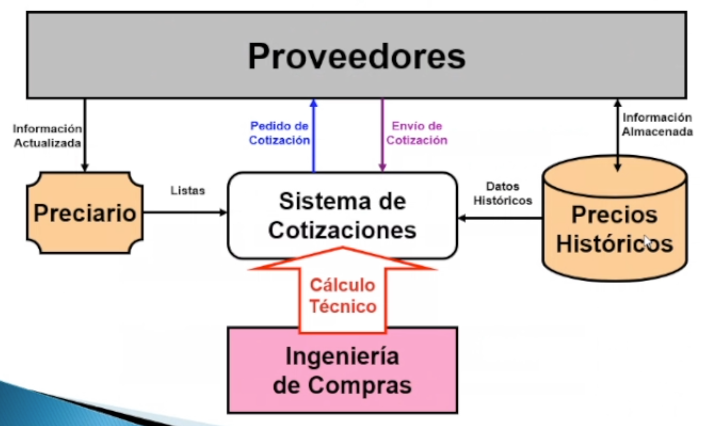 Proveedores
Información
Actualizada
Pedido de
Cotización
Envío de
Cotización
Información
Almacenada
Preciario
Listas
Sistema de
Cotizaciones
Datos
Históricos
Precios
Históricos
Cálculo
Técnico
Ingeniería
de Compras